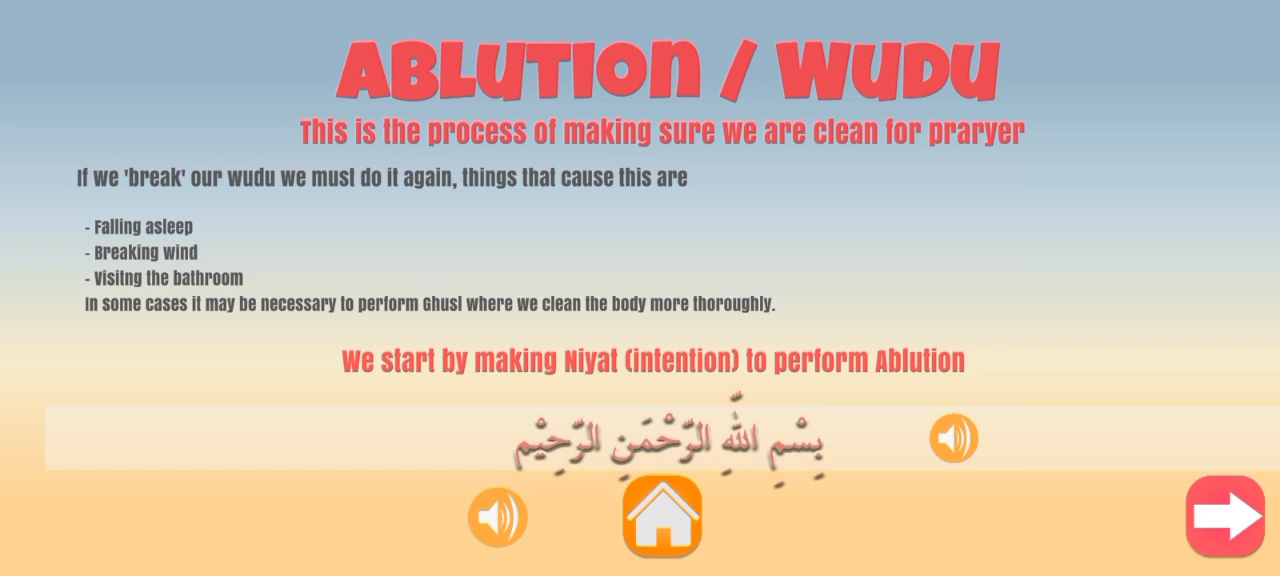 ABLUTION / WUDU
This is the process of making sure we are clean for praryer
If we 'break' our wudu we must do it again, things that cause this are
- Falling asleep
- Breaking wind
- Visitng the bathroom
In some cases it may be necessary to perform Ghusl where we clean the body more thoroughly.
We start by making Niyat (intention) to perform Ablution
بِسْمِ اللّهِ الرَّحْمَنِ الرَّحِيْمِ